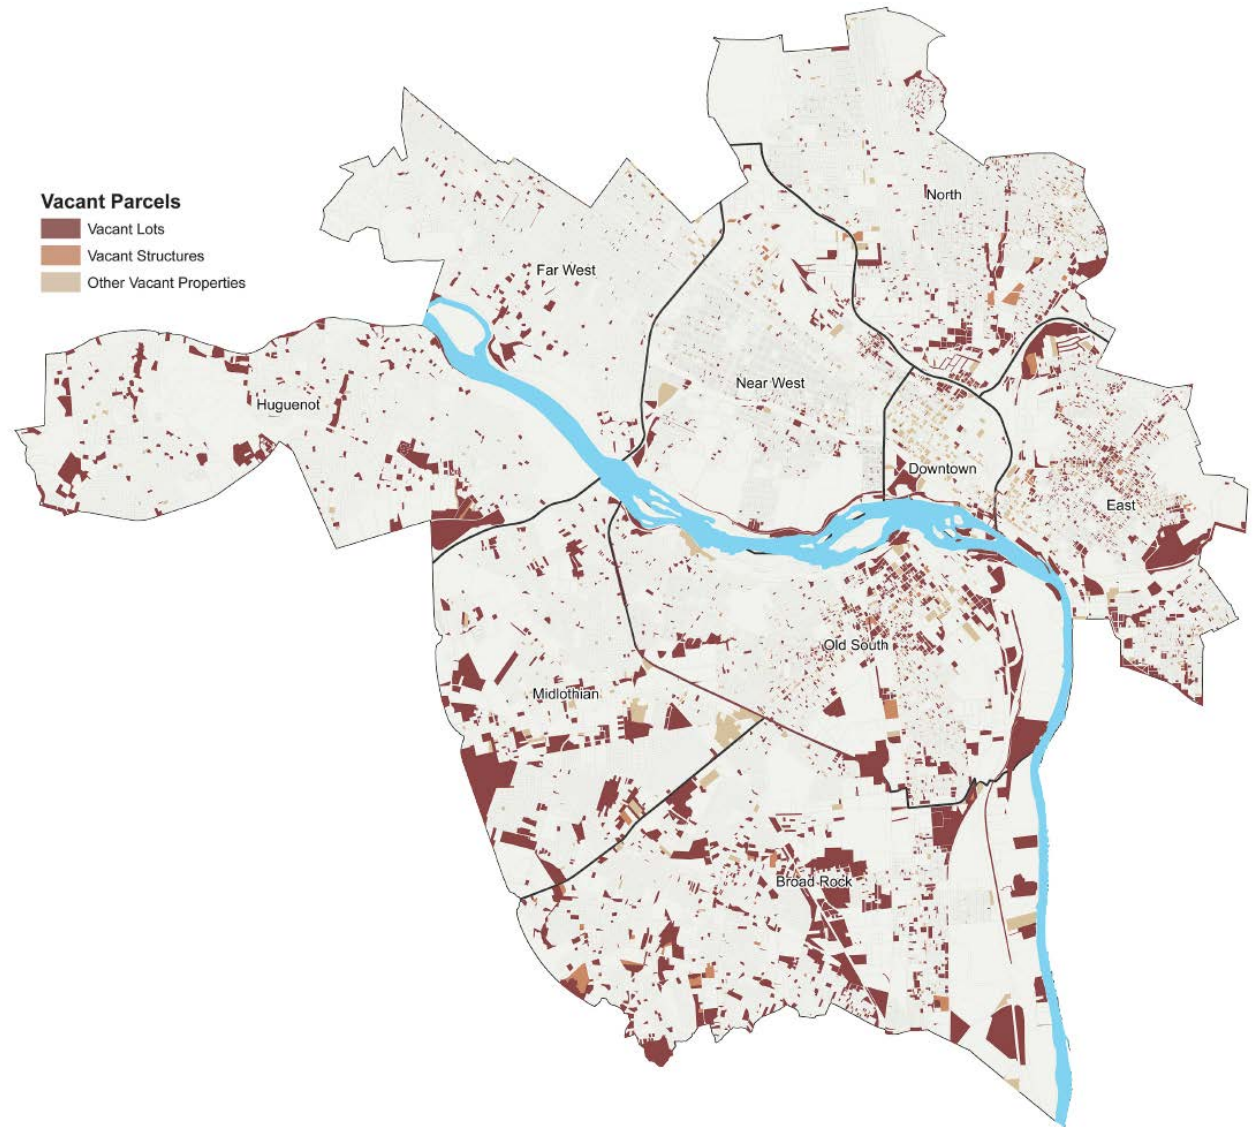 Vacant Parcels
Vacant Lots
Vacant Structures
Other Vacant Properties
North
Far West
Near West
Huguenot
Downtown
East
Old South
Midlothian
Broad Rock